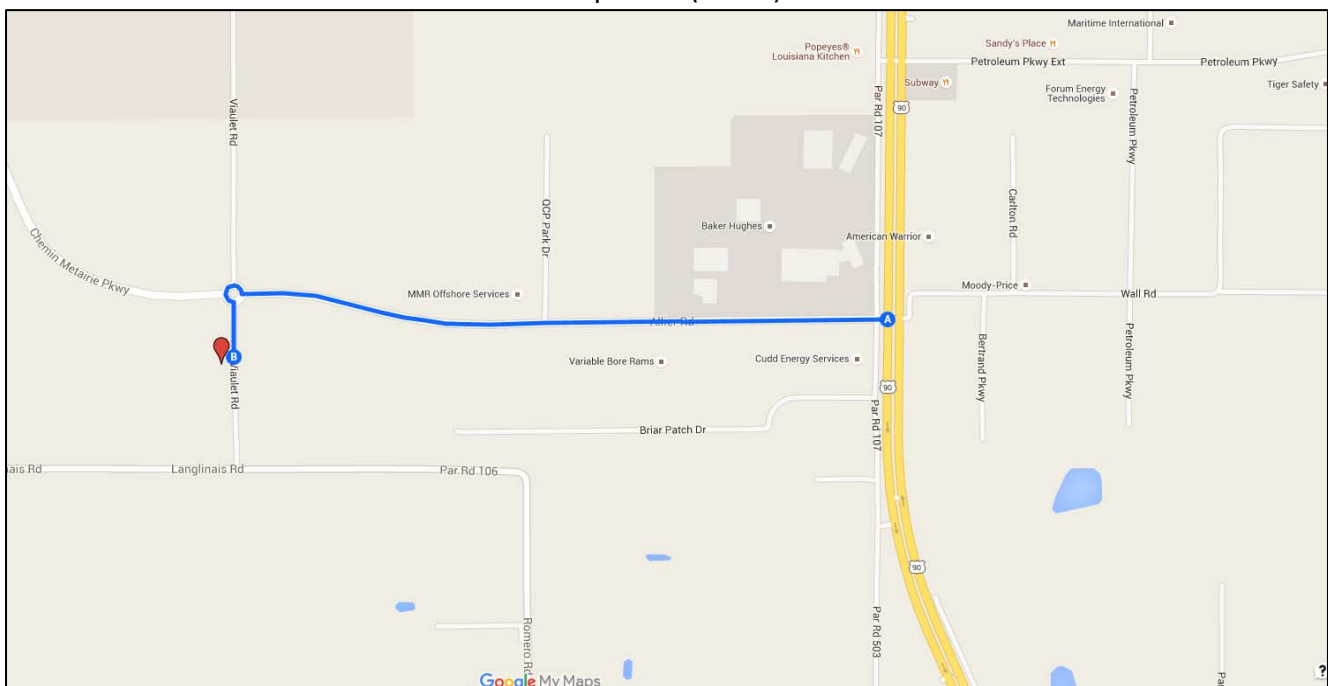 Maritime International
Popeyes®
Louisiana Kitchen
Sandy's Place
Petroleum Pkwy Ext
Petroleum Pkwy
Subway
Forum Energy
Technologies
Tiger Safety
Viaulet Rd
Par Rd 107
90
Petroleum Pkwy
QCP Park Dr
Carlton Rd
Baker Hughes
American Warrior
Chemin Metairie Pkwy
MMR Offshore Services
Moody-Price
Wall Rd
A
B
Variable Bore Rams
Cudd Energy Services
Viaulet Rd
90
Bertrand Pkwy
Petroleum Pkwy
Par Rd 107
Briar Patch Dr
Langlinais Rd
Par Rd 106
90
Romero Rd
Par Rd 503
Google My Maps
?